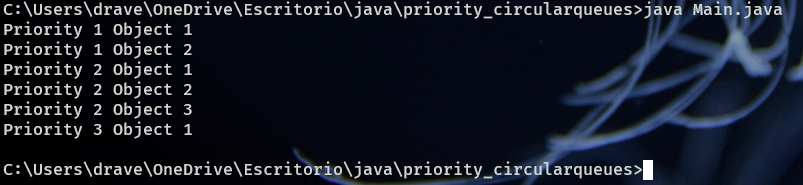 C:\Users\drave\OneDrive\Escritorio\java\priority_circularqueues>java Main.java
Priority 1 Object 1
Priority 1 Object 2
Priority 2 Object 1
Priority 2 Object 2
Priority 2 Object 3
Priority 3 Object 1
C:\Users\drave\OneDrive\Escritorio\java\priority_circularqueues>